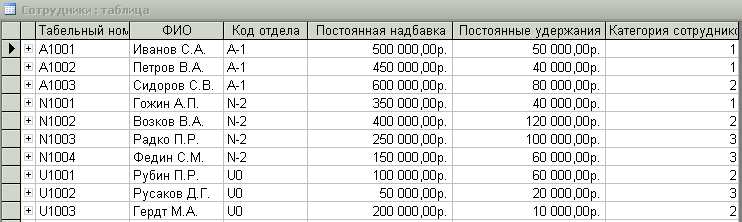 Сотрудники : таблица
Табельный ном ФИО Код отдела Постоянная надбавка Постоянные удержания Категория сотруднико
A1001 Иванов С.А. A-1 500 000,00р. 50 000,00р. 1
A1002 Петров В.А. A-1 450 000,00р. 40 000,00р. 1
A1003 Сидоров С.В. A-1 600 000,00р. 80 000,00р. 2
N1001 Гожин А.П. N-2 350 000,00р. 40 000,00р. 1
N1002 Возков В.А. N-2 400 000,00р. 120 000,00р. 2
N1003 Радко П.Р. N-2 250 000,00р. 100 000,00р. 3
N1004 Федин С.М. N-2 150 000,00р. 60 000,00р. 3
U1001 Рубин П.Р. U0 100 000,00р. 60 000,00р. 2
U1002 Русаков Д.Г. U0 50 000,00р. 20 000,00р. 3
U1003 Гердт М.А. U0 200 000,00р. 10 000,00р. 2